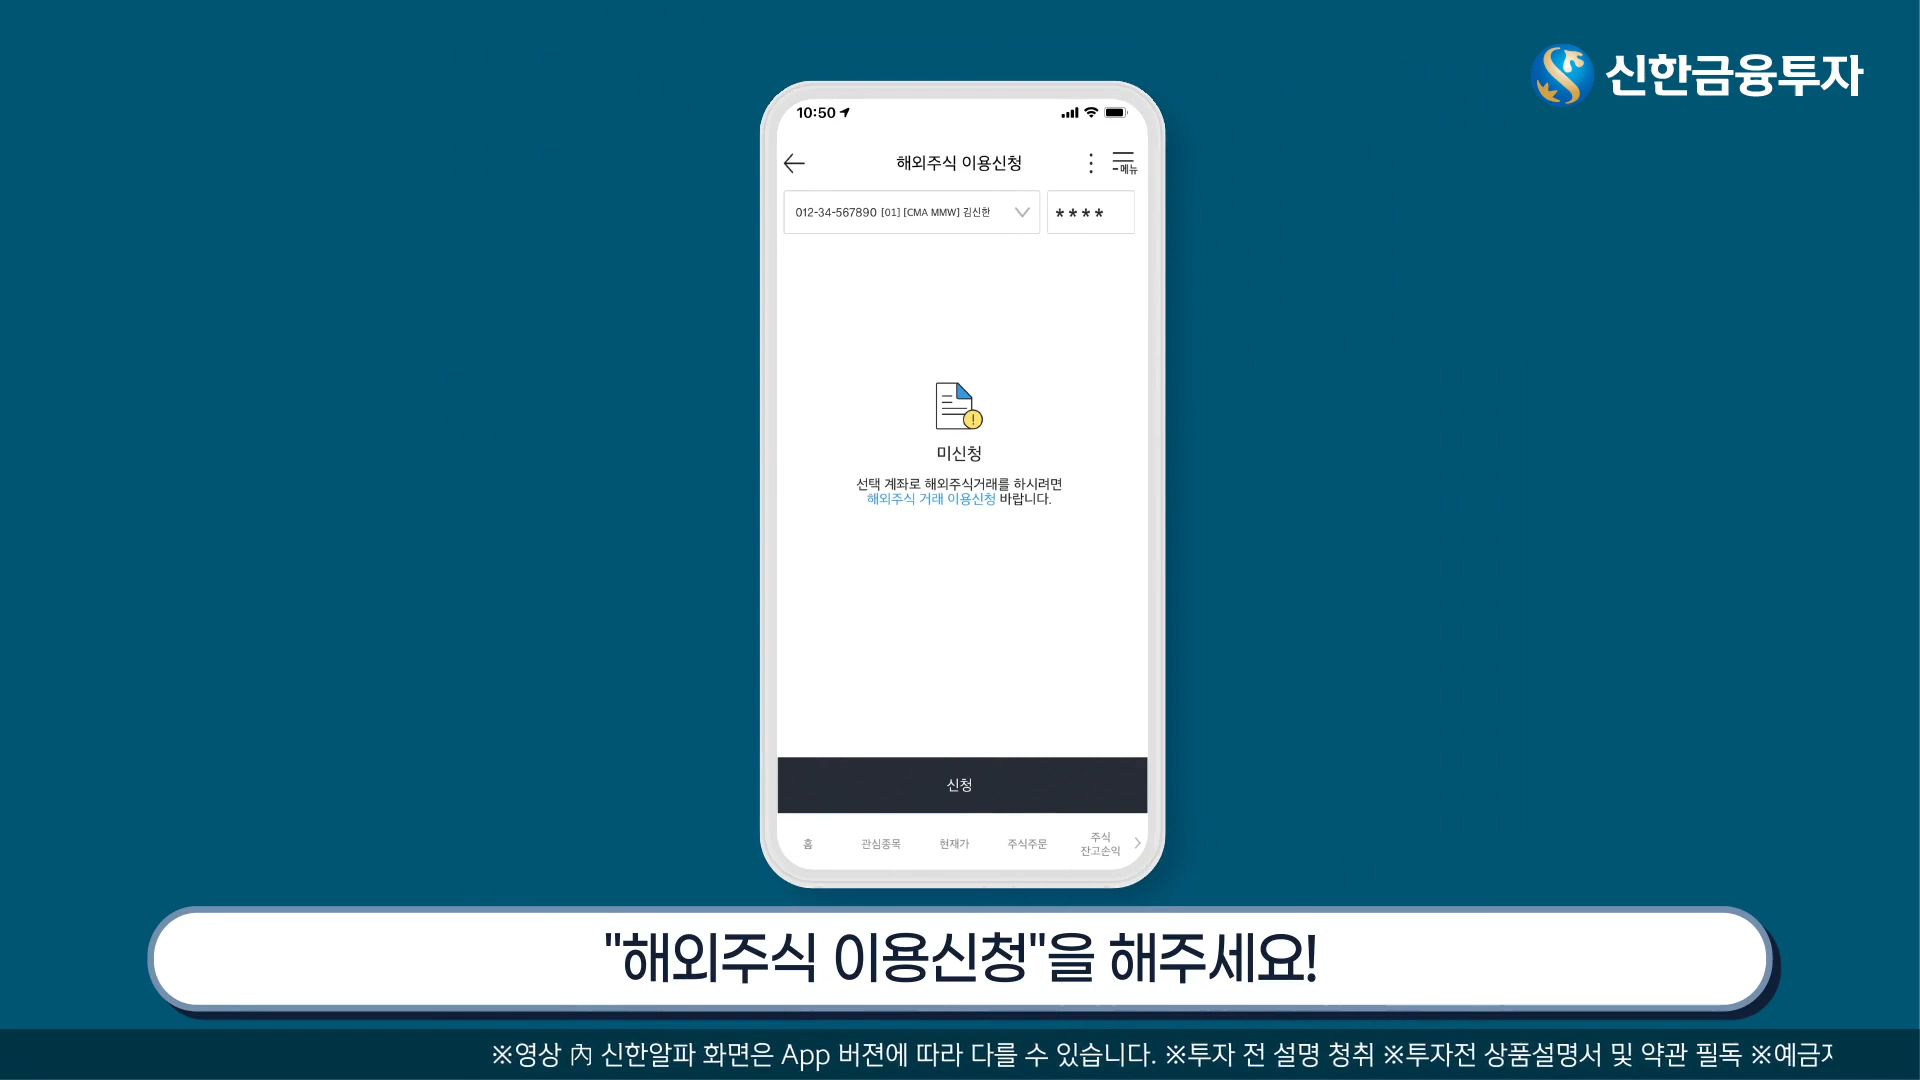 신한금융투자
10:50
해외주식 이용신청
메뉴
012-34-567890 [01] [CMA MMW] 김신한
****
미신청
선택 계좌로 해외주식거래를 하시려면
해외주식 거래 이용신청 바랍니다.
신청
홈 관심종목 현재가 주식주문 주식
잔고손익
"해외주식 이용신청"을 해주세요!
※영상 內 신한알파 화면은 App 버젼에 따라 다를 수 있습니다. ※투자 전 설명 청취 ※투자전 상품설명서 및 약관 필독 ※예금